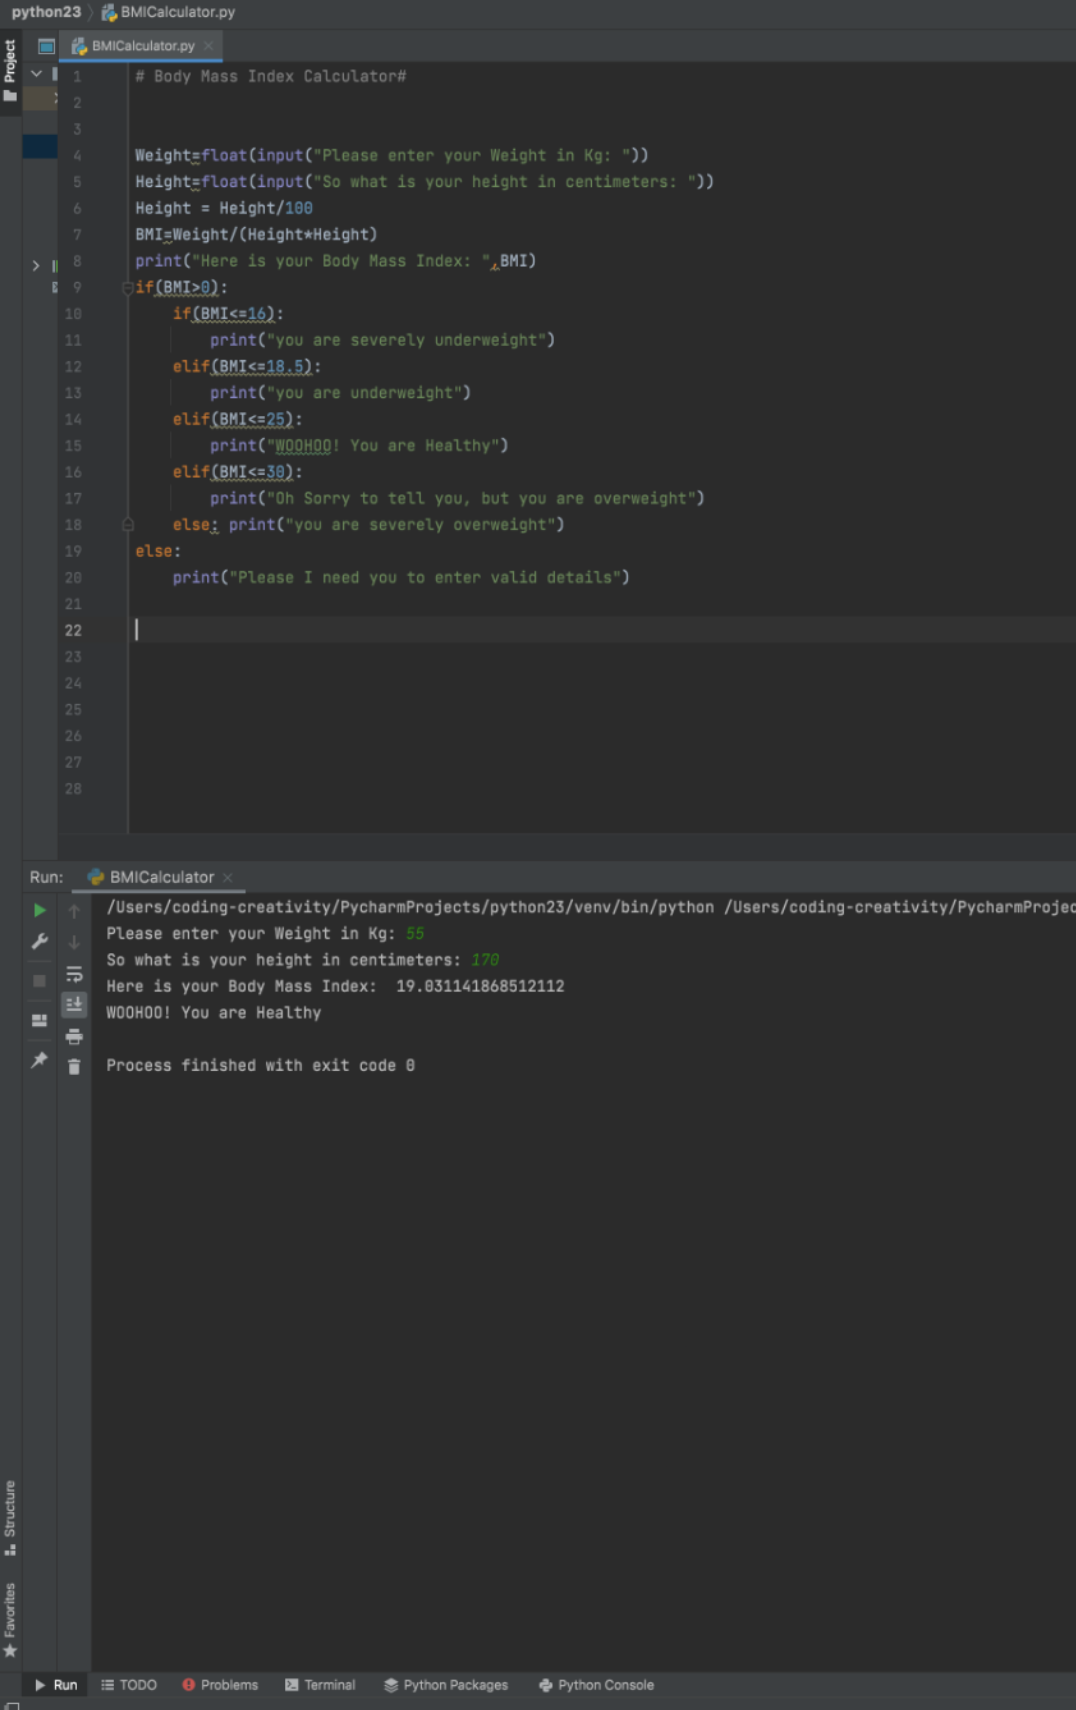 python23 BMICalculator.py
Project
BMICalculator.py
1 # Body Mass Index Calculator#
2
3
4 Weight=float(input("Please enter your Weight in Kg: "))
5 Height=float(input("So what is your height in centimeters: "))
6 Height = Height/100
7 BMI=Weight/(Height*Height)
8 print("Here is your Body Mass Index: ",BMI)
9 if(BMI>0):
10 if(BMI<=16):
11 print("you are severely underweight")
12 elif(BMI<=18.5):
13 print("you are underweight")
14 elif(BMI<=25):
15 print("WOOHOO! You are Healthy")
16 elif(BMI<=30):
17 print("Oh Sorry to tell you, but you are overweight")
18 else: print("you are severely overweight")
19 else:
20 print("Please I need you to enter valid details")
21
22
23
24
25
26
27
28
Run: BMICalculator
/Users/coding-creativity/PycharmProjects/python23/venv/bin/python /Users/coding-creativity/PycharmProjec
Please enter your Weight in Kg: 55
So what is your height in centimeters: 170
Here is your Body Mass Index:  19.031141868512112
WOOHOO! You are Healthy
Process finished with exit code 0
Structure
Favorites
Run TODO Problems Terminal Python Packages Python Console